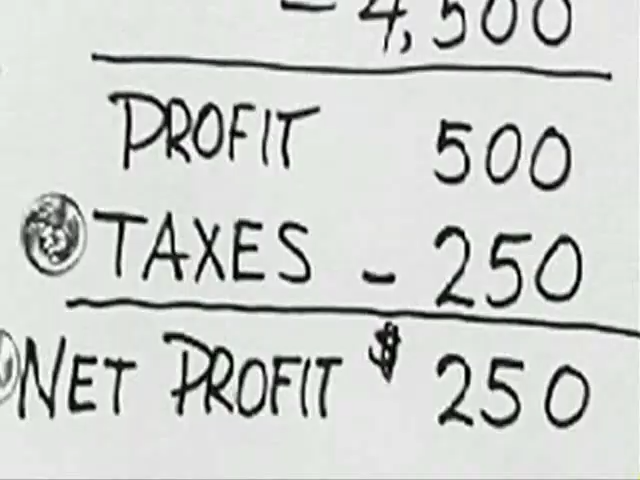 - 4,500
PROFIT 500
TAXES - 250
NET PROFIT $ 250